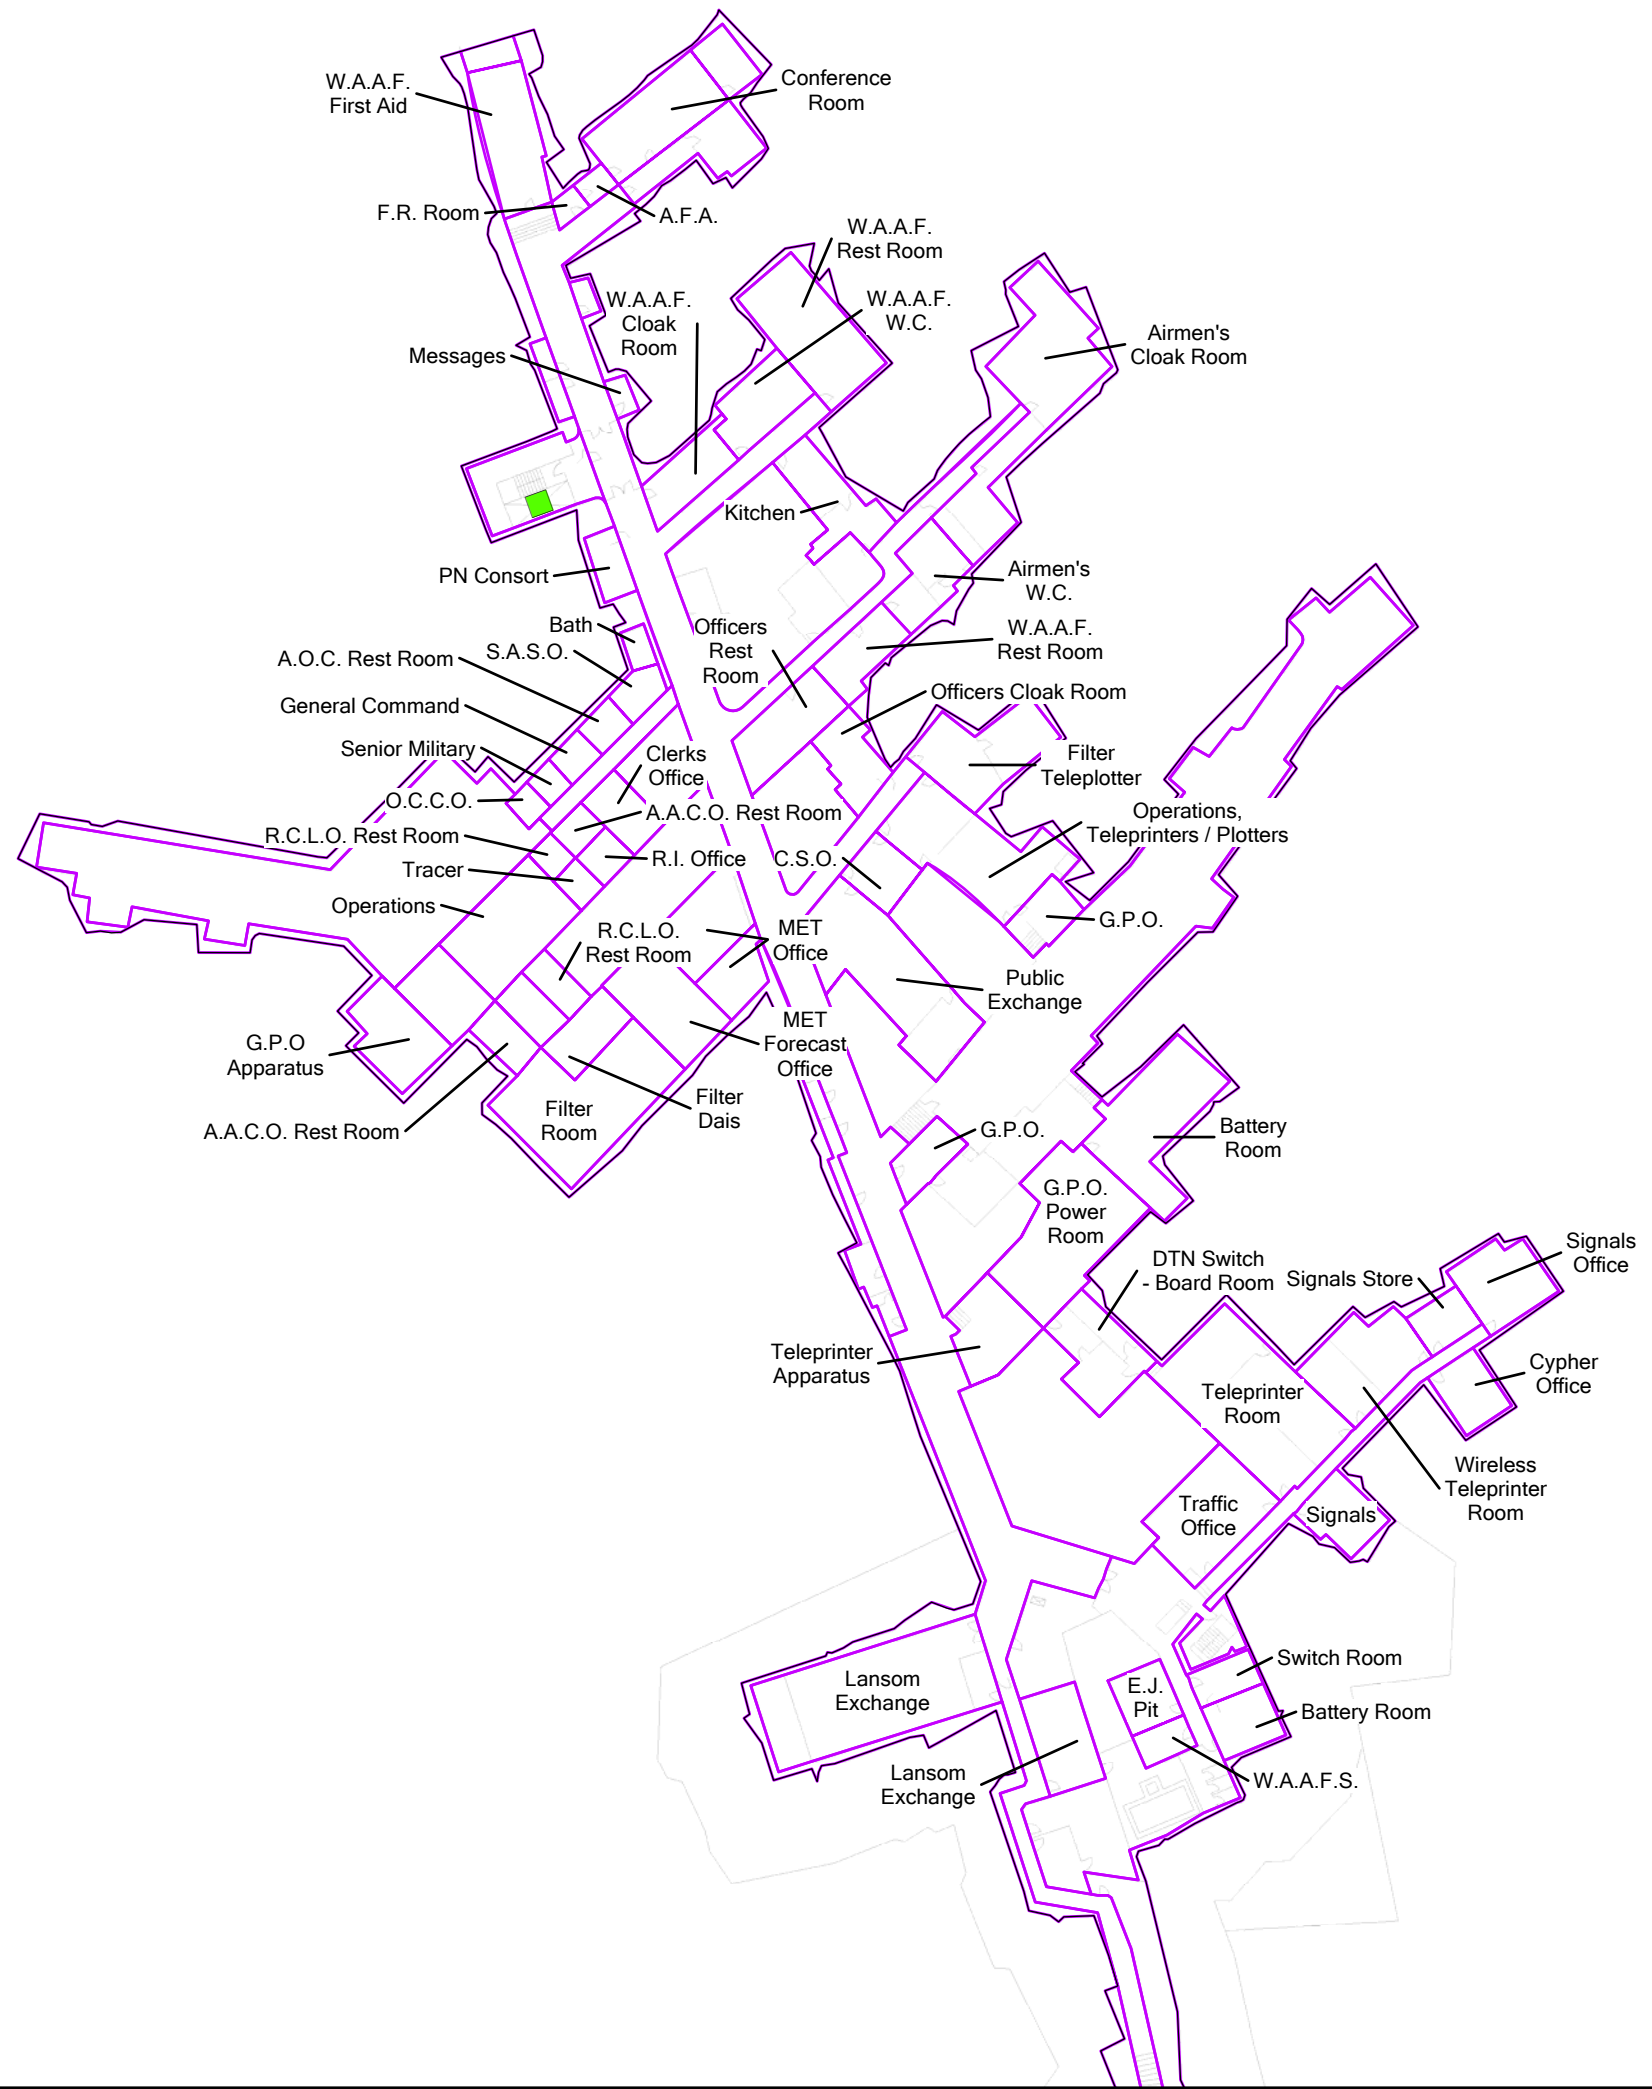 W.A.A.F.
First Aid
Conference
Room
F.R. Room
A.F.A.
W.A.A.F.
Rest Room
W.A.A.F.
Cloak
Room
W.A.A.F.
W.C.
Messages
Airmen's
Cloak Room
Kitchen
PN Consort
Airmen's
W.C.
Bath
S.A.S.O.
A.O.C. Rest Room
Officers
Rest
Room
W.A.A.F.
Rest Room
General Command
Officers Cloak Room
Senior Military
Clerks
Office
Filter
Teleplotter
O.C.C.O.
A.A.C.O. Rest Room
Operations,
Teleprinters / Plotters
R.C.L.O. Rest Room
Tracer
R.I. Office
C.S.O.
Operations
G.P.O.
R.C.L.O.
Rest Room
MET
Office
Public
Exchange
G.P.O
Apparatus
MET
Forecast
Office
A.A.C.O. Rest Room
Filter
Room
Filter
Dais
G.P.O.
Battery
Room
G.P.O.
Power
Room
DTN Switch
- Board Room
Signals Store
Signals
Office
Teleprinter
Apparatus
Teleprinter
Room
Cypher
Office
Wireless
Teleprinter
Room
Traffic
Office
Signals
Lansom
Exchange
E.J.
Pit
Switch Room
Battery Room
Lansom
Exchange
W.A.A.F.S.